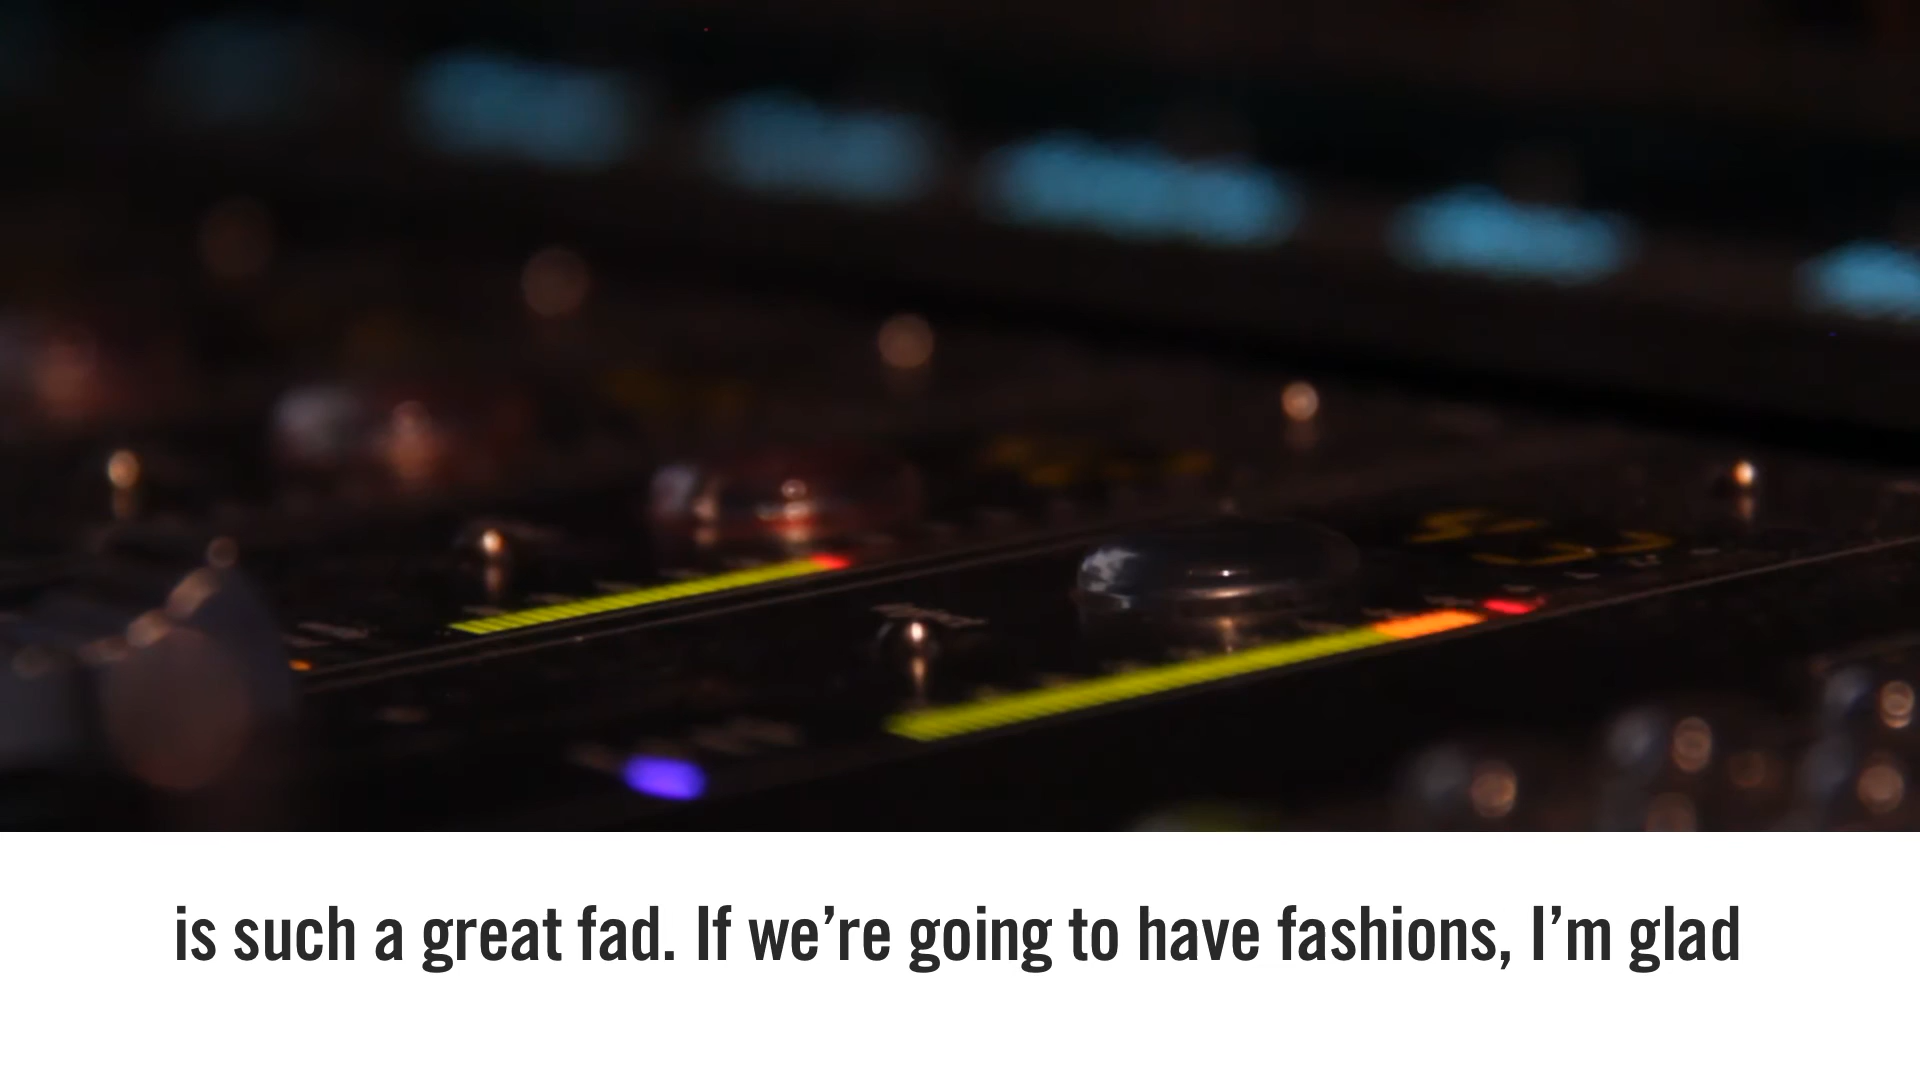 is such a great fad. If we’re going to have fashions, I’m glad